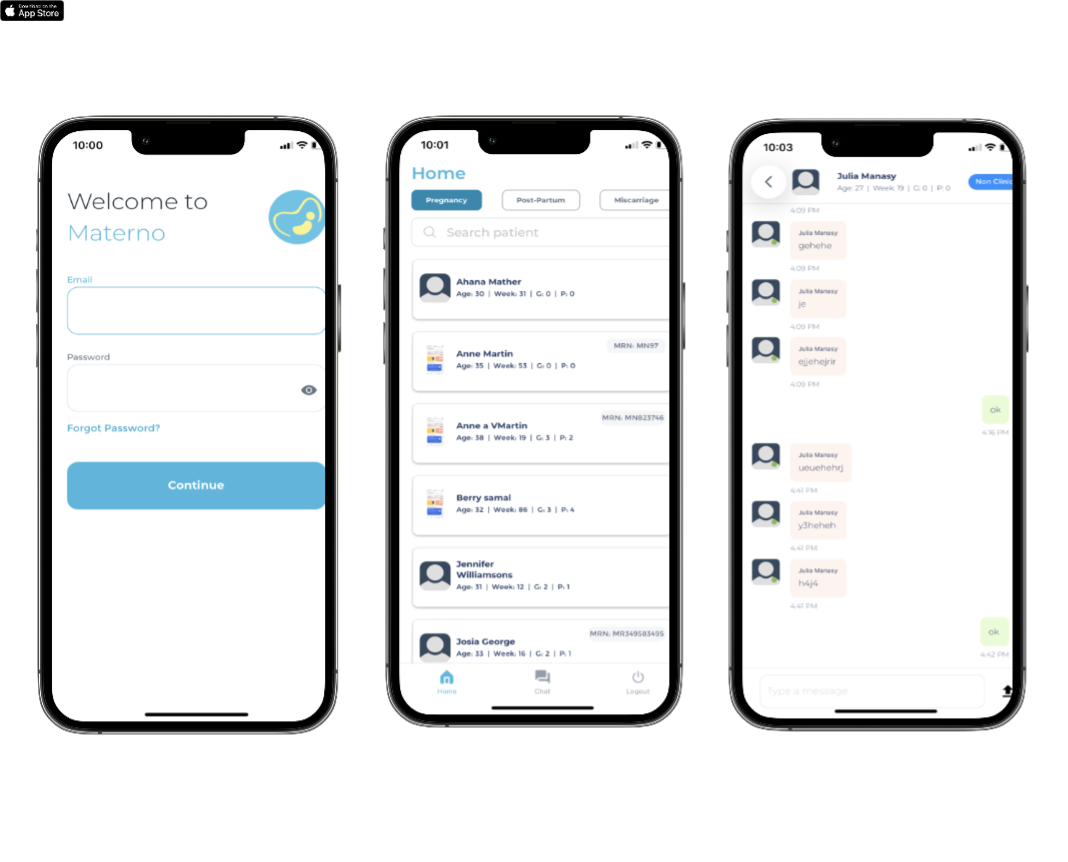 Download on the
App Store
10:00
Welcome to
Materno
Email
Password
Forgot Password?
Continue
10:01
Home
Pregnancy
Post-Partum
Miscarriage
Search patient
Ahana Mather
Age: 30 | Week: 31 | G: 0 | P: 0
MRN: MN97
Anne Martin
Age: 35 | Week: 53 | G: 0 | P: 0
MRN: MN823746
Anne a VMartin
Age: 38 | Week: 19 | G: 3 | P: 2
Berry samal
Age: 32 | Week: 86 | G: 3 | P: 4
Jennifer
Williamsons
Age: 31 | Week: 12 | G: 2 | P: 1
MRN: MR349583495
Josia George
Age: 33 | Week: 16 | G: 2 | P: 1
Home
Chat
Logout
10:03
Julia Manasy
Age: 27 | Week: 19 | G: 0 | P: 0
Non Clinic
4:09 PM
Julia Manasy
gehehe
4:09 PM
Julia Manasy
je
4:09 PM
Julia Manasy
ejjehejrir
4:09 PM
ok
4:16 PM
Julia Manasy
ueuehehrj
4:41 PM
Julia Manasy
y3heheh
4:41 PM
Julia Manasy
h4j4
4:41 PM
ok
4:42 PM
Type a message